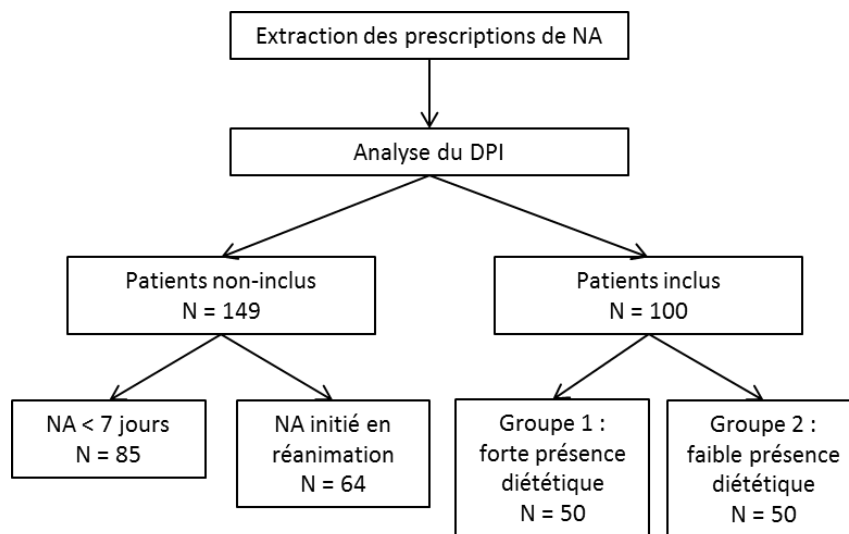 Extraction des prescriptions de NA
Analyse du DPI
Patients non-inclus
N = 149
Patients inclus
N = 100
NA < 7 jours
N = 85
NA initié en
réanimation
N = 64
Groupe 1 :
forte présence
diététique
N = 50
Groupe 2 :
faible présence
diététique
N = 50